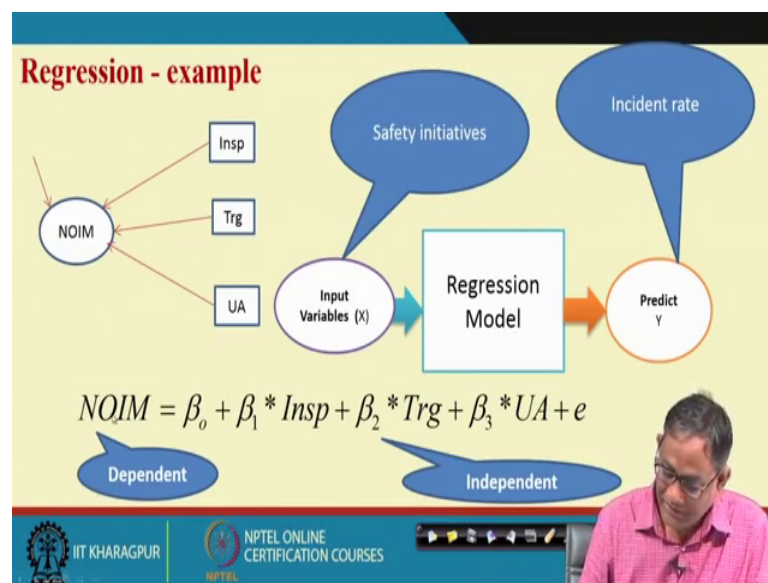 Regression - example
Insp
Trg
UA
NOIM
Safety initiatives
Incident rate
Input
Variables (X)
Regression
Model
Predict
Y
NOIM = β₀ + β₁ * Insp + β₂ * Trg + β₃ * UA + e
Dependent
Independent
IIT KHARAGPUR
NPTEL
NPTEL ONLINE
CERTIFICATION COURSES